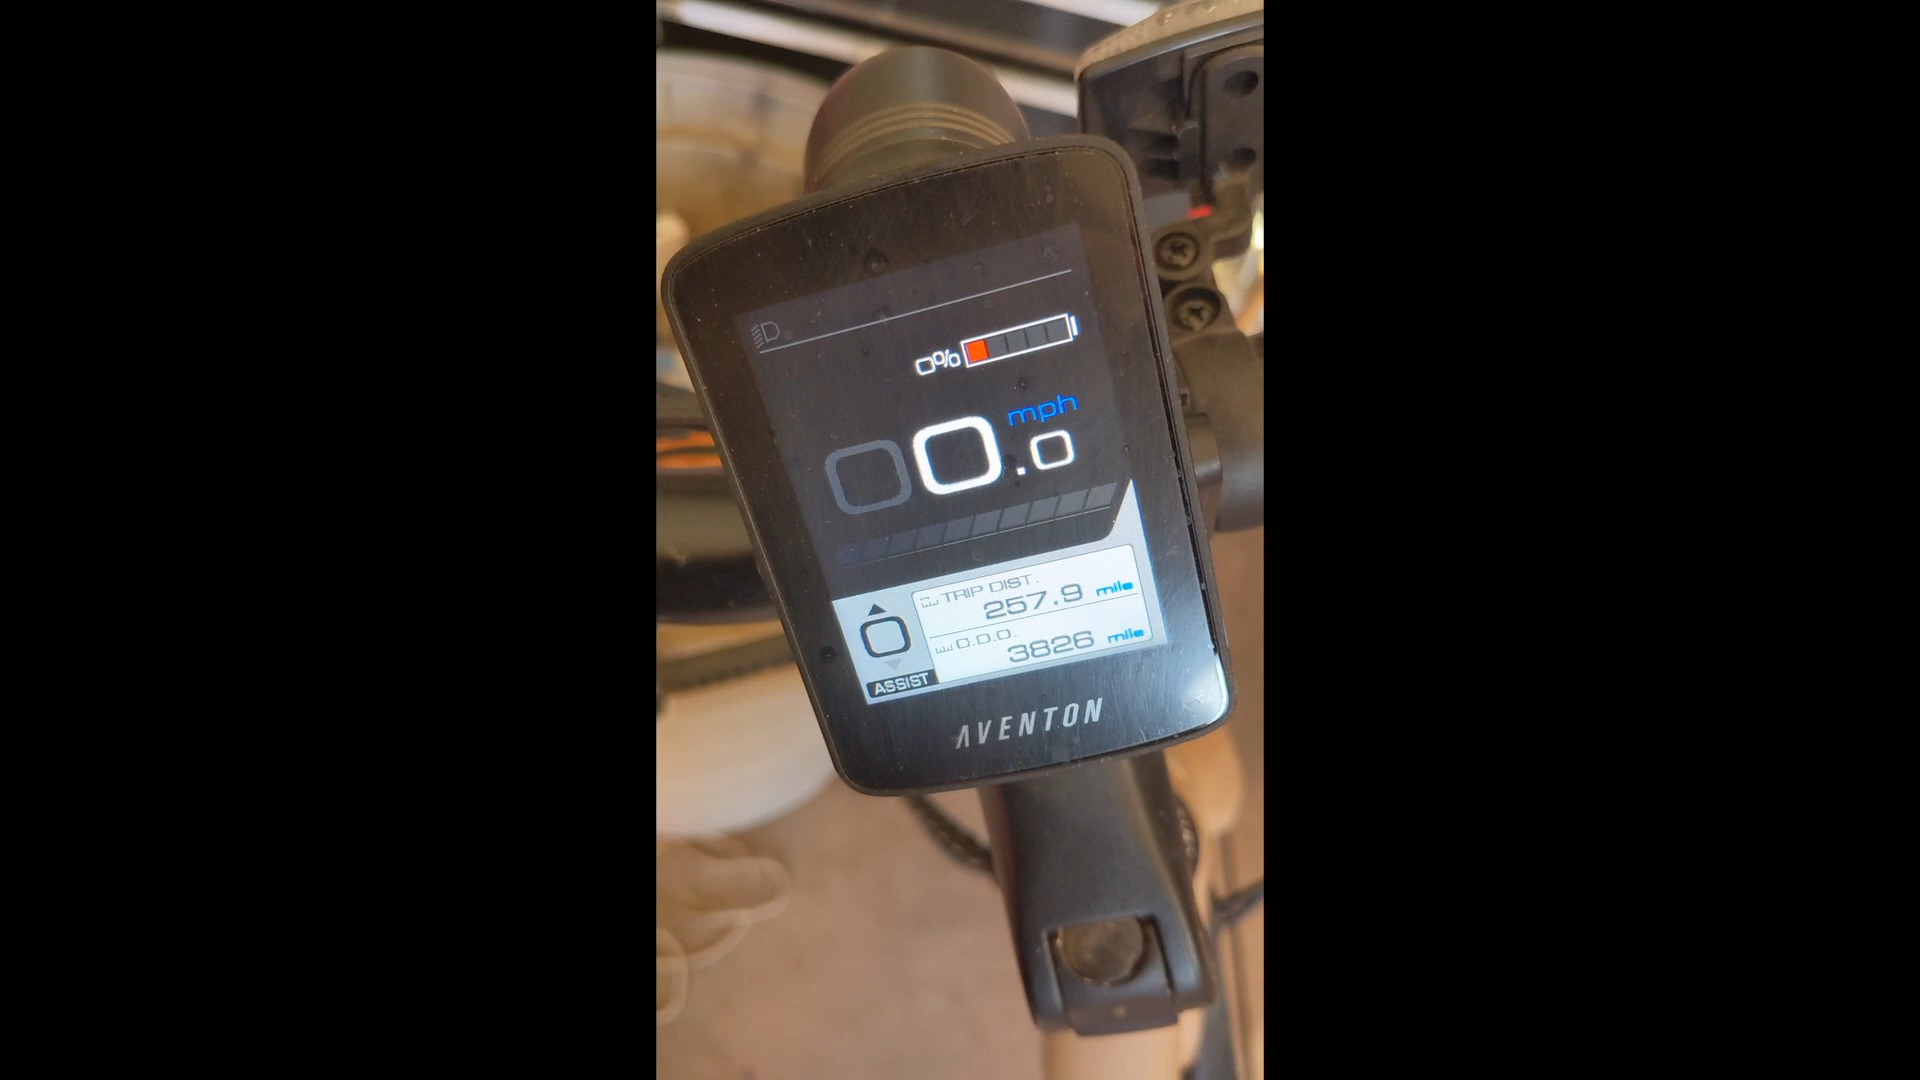 0%
mph
00.0
TRIP DIST.
257.9 mile
O.D.O.
3826 mile
0
ASSIST
AVENTON